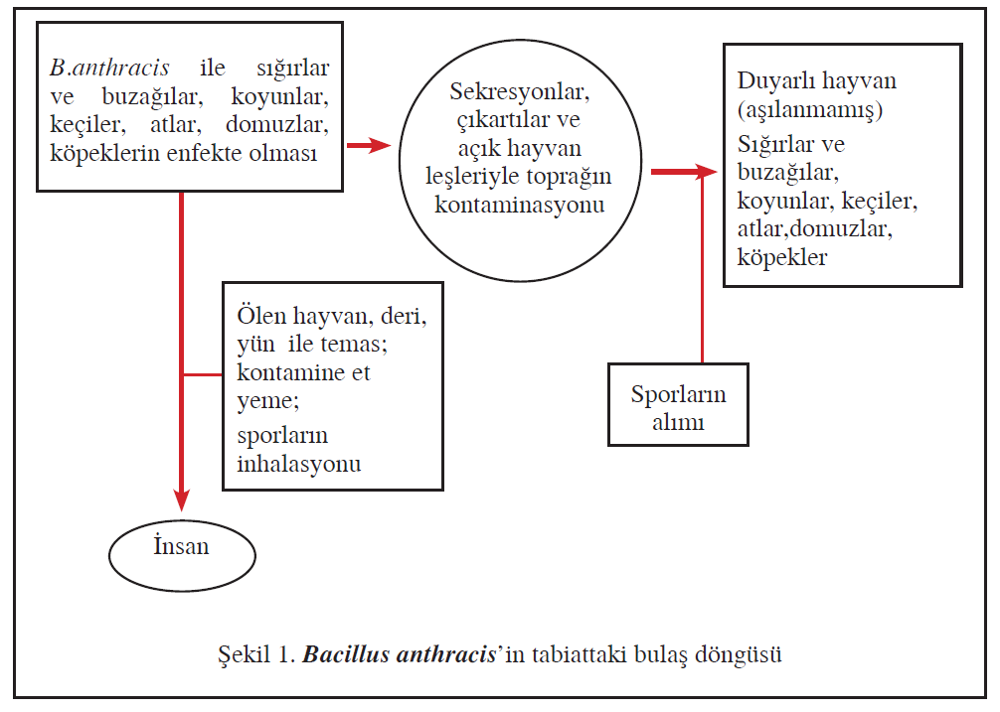 B.anthracis ile sığırlar
ve buzağılar, koyunlar,
keçiler, atlar, domuzlar,
köpeklerin enfekte olması
Sekresyonlar,
çıkartılar ve
açık hayvan
leşleriyle toprağın
kontaminasyonu
Duyarlı hayvan
(aşılanmamış)
Sığırlar ve
buzağılar,
koyunlar, keçiler,
atlar,domuzlar,
köpekler
Ölen hayvan, deri,
yün ile temas;
kontamine et
yeme;
sporların
inhalasyonu
Sporların
alımı
İnsan
Şekil 1. Bacillus anthracis’in tabiattaki bulaş döngüsü